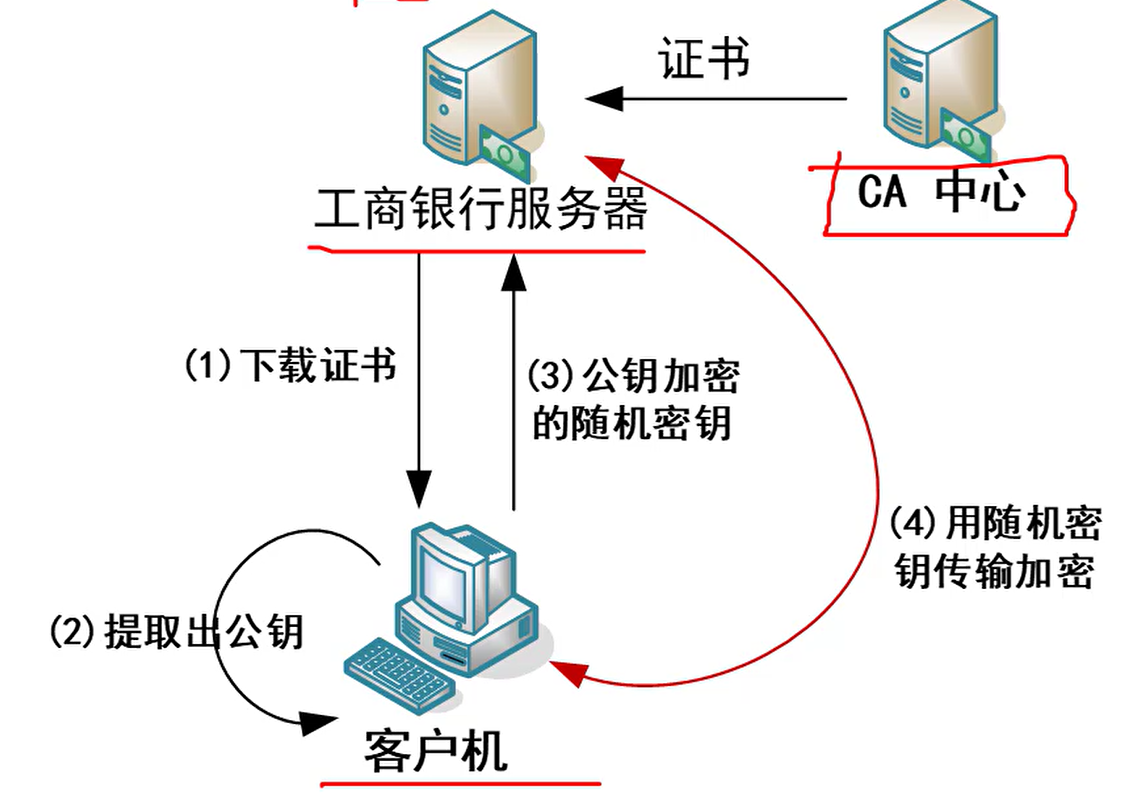 证书
CA 中心
工商银行服务器
(1)下载证书
(3)公钥加密
的随机密钥
(4)用随机密
钥传输加密
(2)提取出公钥
客户机